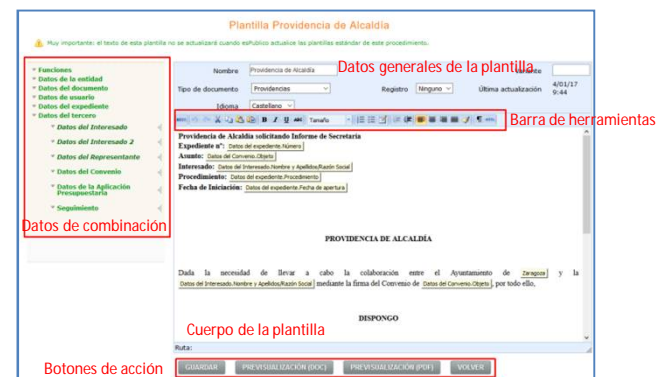 Plantilla Providencia de Alcaldía
Muy importante: el texto de esta plantilla no se actualizará cuando esPublico actualice las plantillas estándar de este procedimiento.
Funciones
Datos de la entidad
Datos del documento
Datos de usuario
Datos del expediente
Datos del tercero
Datos del Interesado
Datos del Interesado 2
Datos del Representante
Datos del Convenio
Datos de la Aplicación
Presupuestaria
Seguimiento
Datos de combinación
Nombre Providencia de Alcaldía Datos generales de la plantilla
Tipo de documento Providencias Registro Ninguno Última actualización 4/01/17 9:44
Idioma Castellano
Tamaño
Barra de herramientas
Providencia de Alcaldía solicitando Informe de Secretaría
Expediente nº: Datos del expediente.Número
Asunto: Datos del Convenio.Objeto
Interesado: Datos del Interesado.Nombre y Apellidos/Razón Social
Procedimiento: Datos del expediente.Procedimiento
Fecha de Iniciación: Datos del expediente.Fecha de apertura
PROVIDENCIA DE ALCALDÍA
Dada la necesidad de llevar a cabo la colaboración entre el Ayuntamiento de Zaragoza y la
Datos del Interesado.Nombre y Apellidos/Razón Social mediante la firma del Convenio de Datos del Convenio.Objeto, por todo ello,
DISPONGO
Cuerpo de la plantilla
Ruta:
Botones de acción
GUARDAR PREVISUALIZACIÓN (DOC) PREVISUALIZACIÓN (PDF) VOLVER